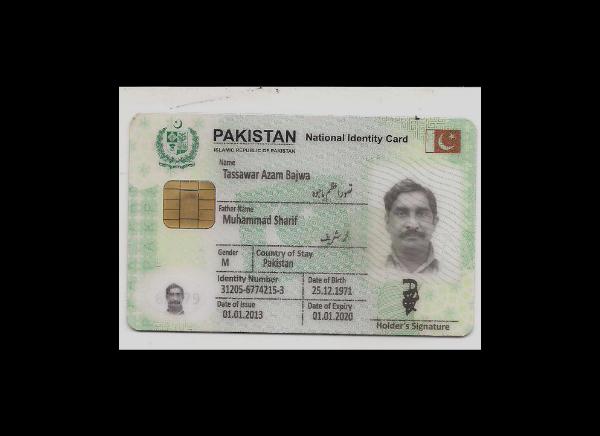 PAKISTAN National Identity Card
ISLAMIC REPUBLIC OF PAKISTAN
Name
Tassawar Azam Bajwa
تصور اعظم باجوہ
Father Name
Muhammad Sharif
محمد شریف
Gender Country of Stay
M Pakistan
Identity Number Date of Birth
31205-6774215-3 25.12.1971
Date of Issue Date of Expiry
01.01.2013 01.01.2020
Holder's Signature